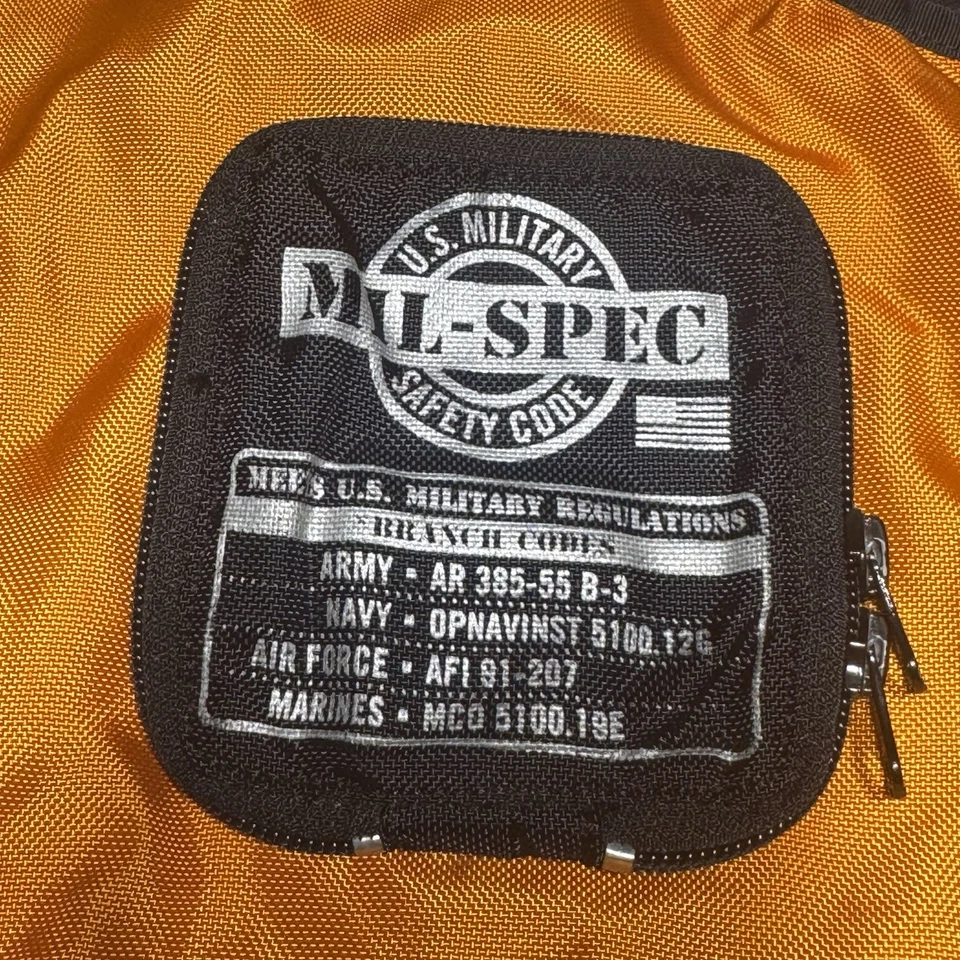 U.S. MILITARY
MIL-SPEC
SAFETY CODE
MEETS U.S. MILITARY REGULATIONS
BRANCH CODES
ARMY ▪ AR 385-55 B-3
NAVY ▪ OPNAVINST 5100.12G
AIR FORCE ▪ AFI 91-207
MARINES ▪ MCO 5100.19E